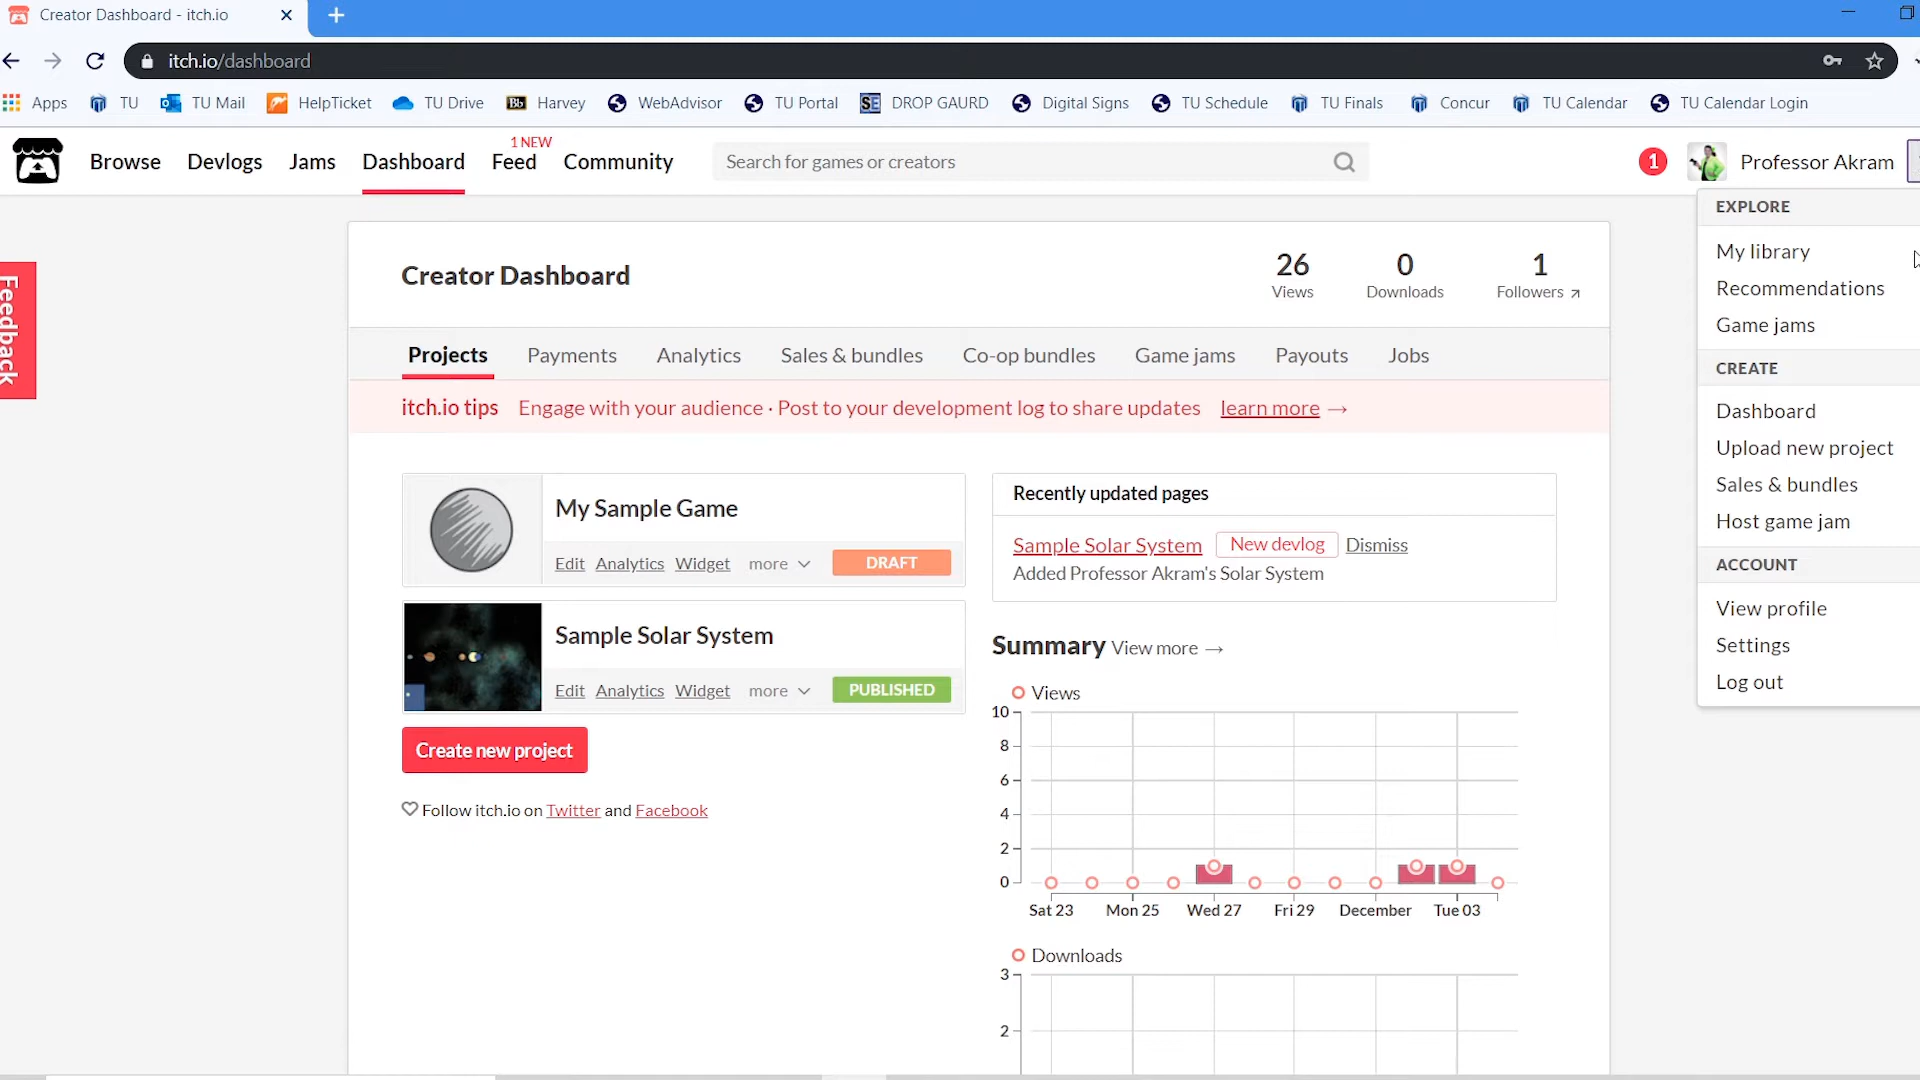 Creator Dashboard - itch.io
itch.io/dashboard
Apps TU TU Mail HelpTicket TU Drive Bb Harvey WebAdvisor TU Portal SE DROP GAURD Digital Signs TU Schedule TU Finals Concur TU Calendar TU Calendar Login
1 NEW
Browse Devlogs Jams Dashboard Feed Community Search for games or creators 1 Professor Akram
EXPLORE
My library
Recommendations
Game jams
CREATE
Dashboard
Upload new project
Sales & bundles
Host game jam
ACCOUNT
View profile
Settings
Log out
Feedback
Creator Dashboard
26 0 1
Views Downloads Followers
Projects Payments Analytics Sales & bundles Co-op bundles Game jams Payouts Jobs
itch.io tips Engage with your audience · Post to your development log to share updates learn more →
My Sample Game
Edit Analytics Widget more DRAFT
Sample Solar System
Edit Analytics Widget more PUBLISHED
Create new project
Follow itch.io on Twitter and Facebook
Recently updated pages
Sample Solar System New devlog Dismiss
Added Professor Akram's Solar System
Summary View more →
Views
10
8
6
4
2
0
Sat 23 Mon 25 Wed 27 Fri 29 December Tue 03
Downloads
3
2